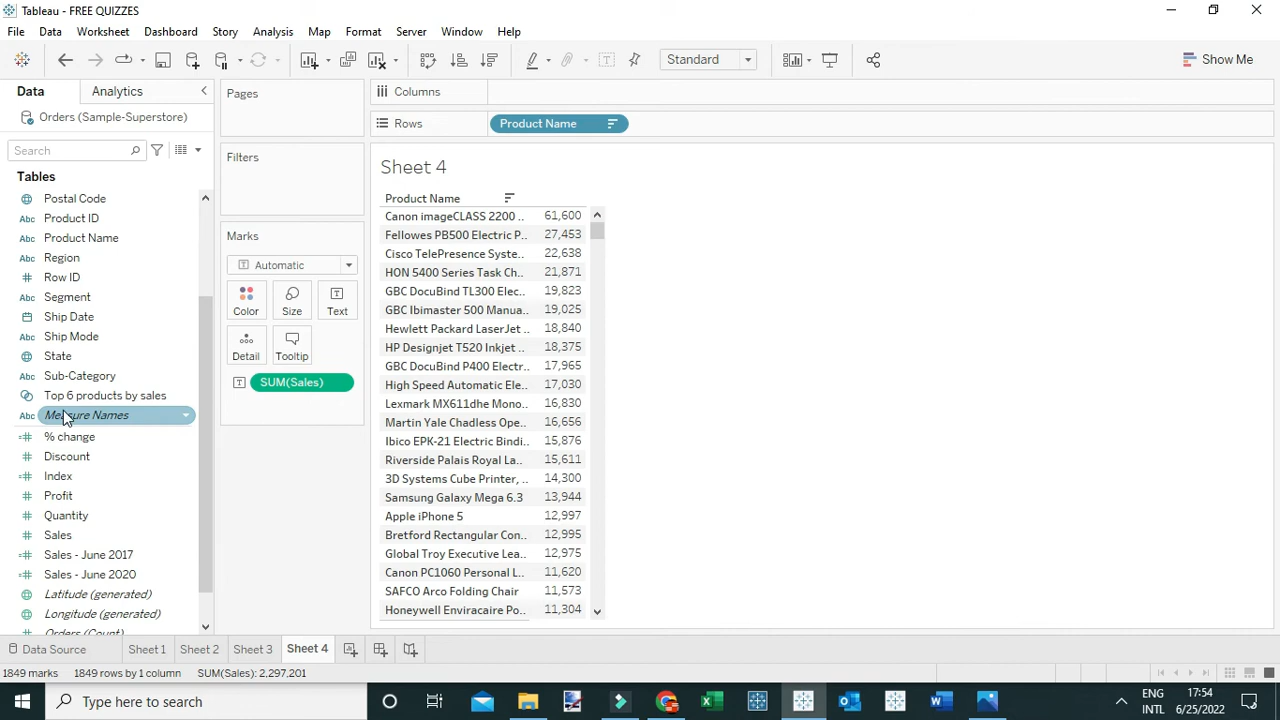 Tableau - FREE QUIZZES
File Data Worksheet Dashboard Story Analysis Map Format Server Window Help
Standard
Show Me
Data Analytics
Orders (Sample-Superstore)
Search
Tables
Postal Code
Product ID
Abc Product Name
Abc Region
Row ID
Abc Segment
Ship Date
Abc Ship Mode
State
Abc Sub-Category
Top 6 products by sales
Abc Measure Names
% change
Discount
Index
Profit
Quantity
Sales
Sales - June 2017
Sales - June 2020
Latitude (generated)
Longitude (generated)
Orders (Count)
Pages
Filters
Marks
Automatic
Color Size Text
Detail Tooltip
SUM(Sales)
Columns
Rows Product Name
Sheet 4
Product Name
Canon imageCLASS 2200 .. 61,600
Fellowes PB500 Electric P.. 27,453
Cisco TelePresence Syste.. 22,638
HON 5400 Series Task Ch.. 21,871
GBC DocuBind TL300 Elec.. 19,823
GBC Ibimaster 500 Manua.. 19,025
Hewlett Packard LaserJet .. 18,840
HP Designjet T520 Inkjet .. 18,375
GBC DocuBind P400 Electr.. 17,965
High Speed Automatic Ele.. 17,030
Lexmark MX611dhe Mono.. 16,830
Martin Yale Chadless Ope.. 16,656
Ibico EPK-21 Electric Bindi.. 15,876
Riverside Palais Royal La.. 15,611
3D Systems Cube Printer, .. 14,300
Samsung Galaxy Mega 6.3 13,944
Apple iPhone 5 12,997
Bretford Rectangular Con.. 12,995
Global Troy Executive Lea.. 12,975
Canon PC1060 Personal L.. 11,620
SAFCO Arco Folding Chair 11,573
Honeywell Enviracaire Po.. 11,304
Data Source Sheet 1 Sheet 2 Sheet 3 Sheet 4
1849 marks 1849 rows by 1 column SUM(Sales): 2,297,201
Type here to search
ENG
INTL
17:54
6/25/2022